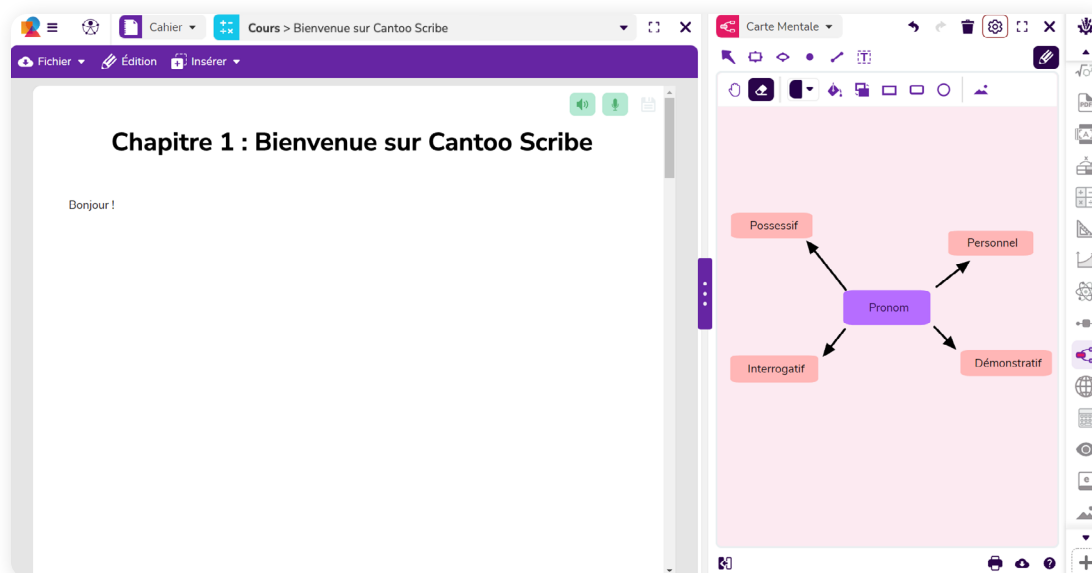 Cahier
Cours > Bienvenue sur Cantoo Scribe
Carte Mentale
Fichier
Édition
Insérer
Chapitre 1 : Bienvenue sur Cantoo Scribe
Bonjour !
Possessif
Personnel
Pronom
Interrogatif
Démonstratif
PDF